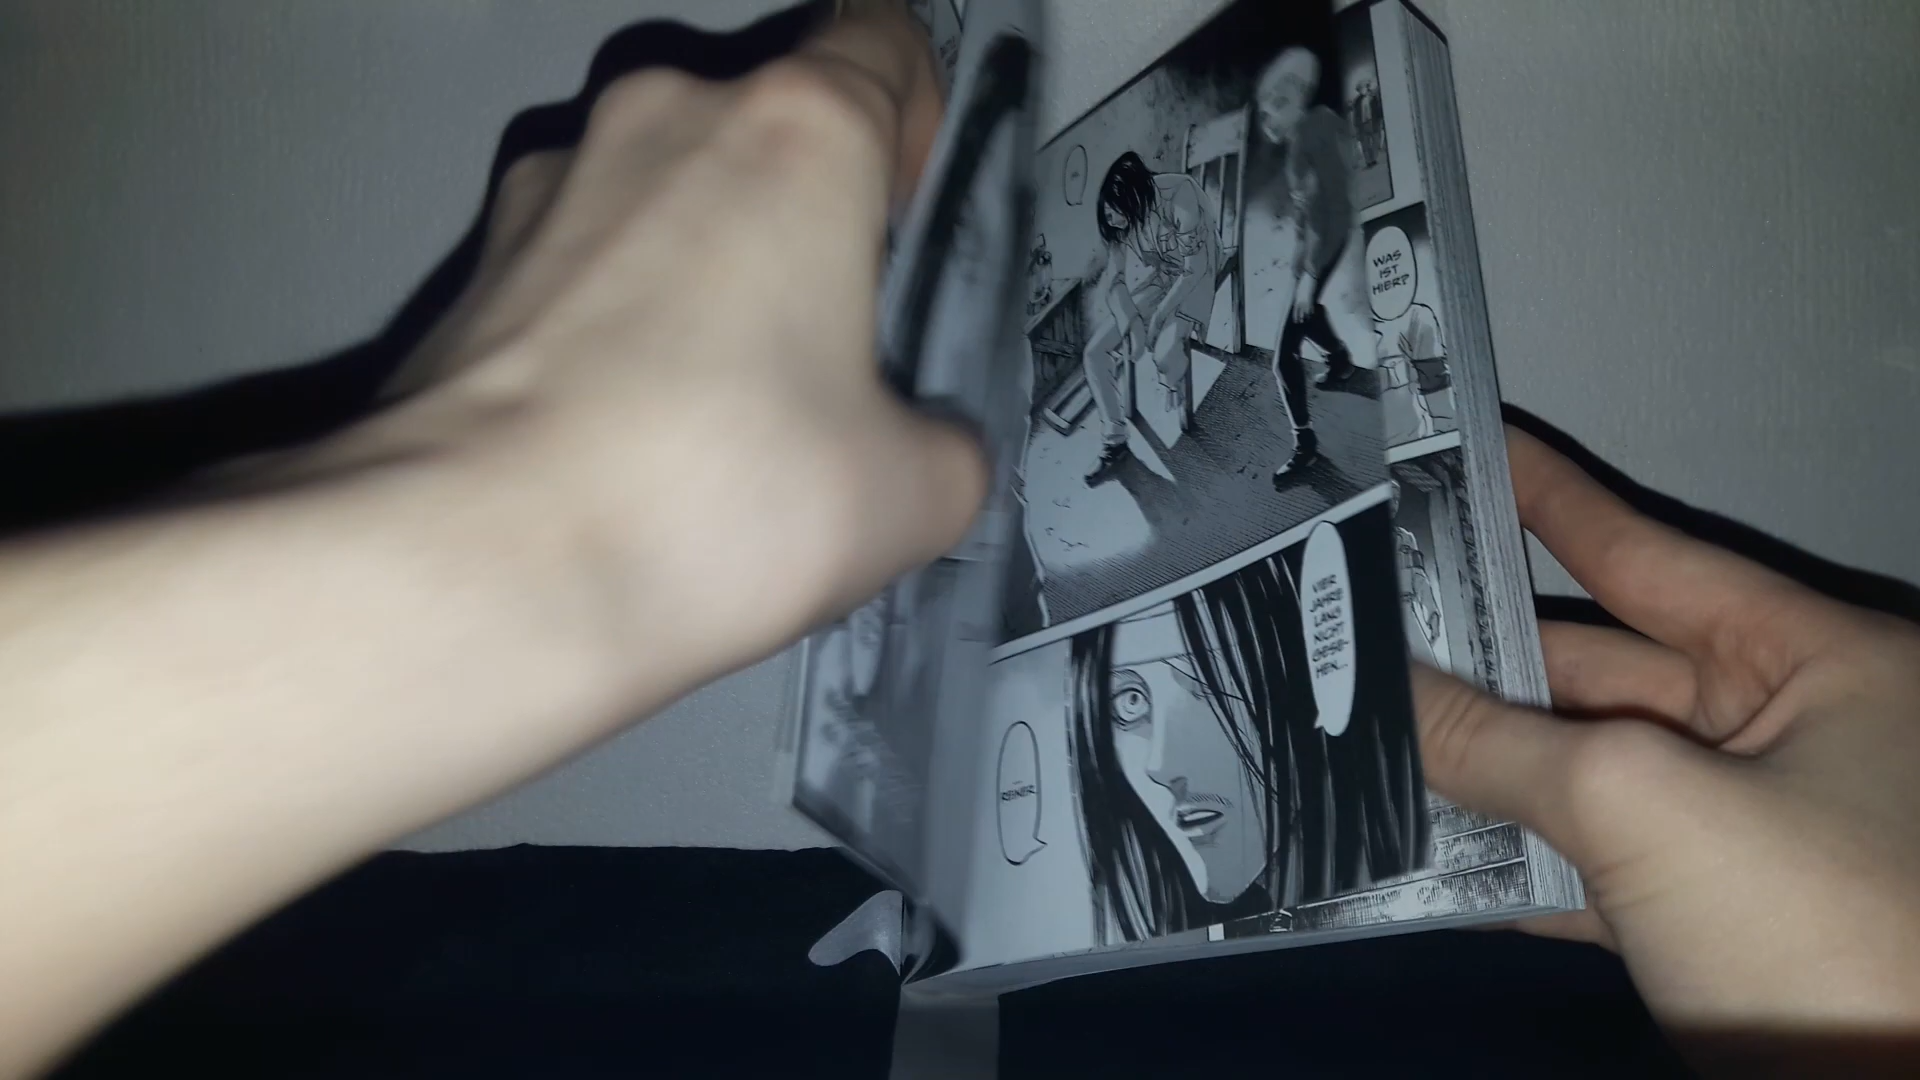 WAS
IST
HIER?
VIER
JAHRE
LANG
NICHT
GESE-
HEN...
...
REINER